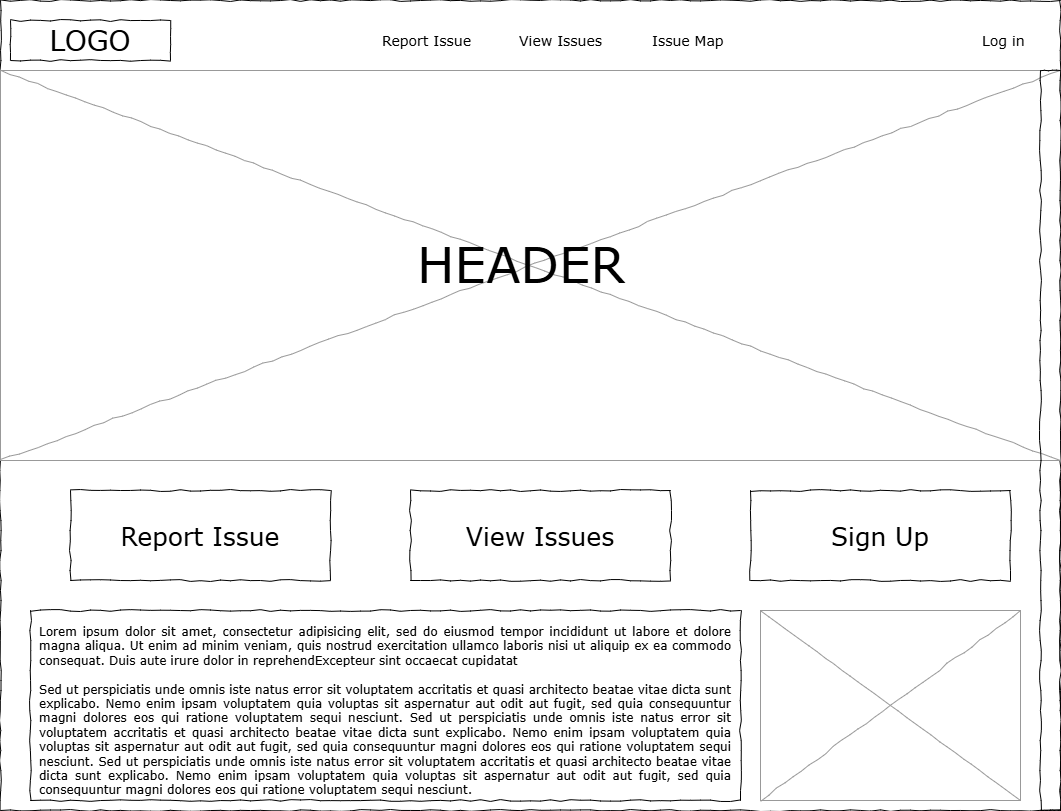 LOGO
Report Issue
View Issues
Issue Map
Log in
HEADER
Report Issue
View Issues
Sign Up
Lorem ipsum dolor sit amet, consectetur adipisicing elit, sed do eiusmod tempor incididunt ut labore et dolore
magna aliqua. Ut enim ad minim veniam, quis nostrud exercitation ullamco laboris nisi ut aliquip ex ea commodo
consequat. Duis aute irure dolor in reprehendExcepteur sint occaecat cupidatat
Sed ut perspiciatis unde omnis iste natus error sit voluptatem accritatis et quasi architecto beatae vitae dicta sunt
explicabo. Nemo enim ipsam voluptatem quia voluptas sit aspernatur aut odit aut fugit, sed quia consequuntur
magni dolores eos qui ratione voluptatem sequi nesciunt. Sed ut perspiciatis unde omnis iste natus error sit
voluptatem accritatis et quasi architecto beatae vitae dicta sunt explicabo. Nemo enim ipsam voluptatem quia
voluptas sit aspernatur aut odit aut fugit, sed quia consequuntur magni dolores eos qui ratione voluptatem sequi
nesciunt. Sed ut perspiciatis unde omnis iste natus error sit voluptatem accritatis et quasi architecto beatae vitae
dicta sunt explicabo. Nemo enim ipsam voluptatem quia voluptas sit aspernatur aut odit aut fugit, sed quia
consequuntur magni dolores eos qui ratione voluptatem sequi nesciunt.